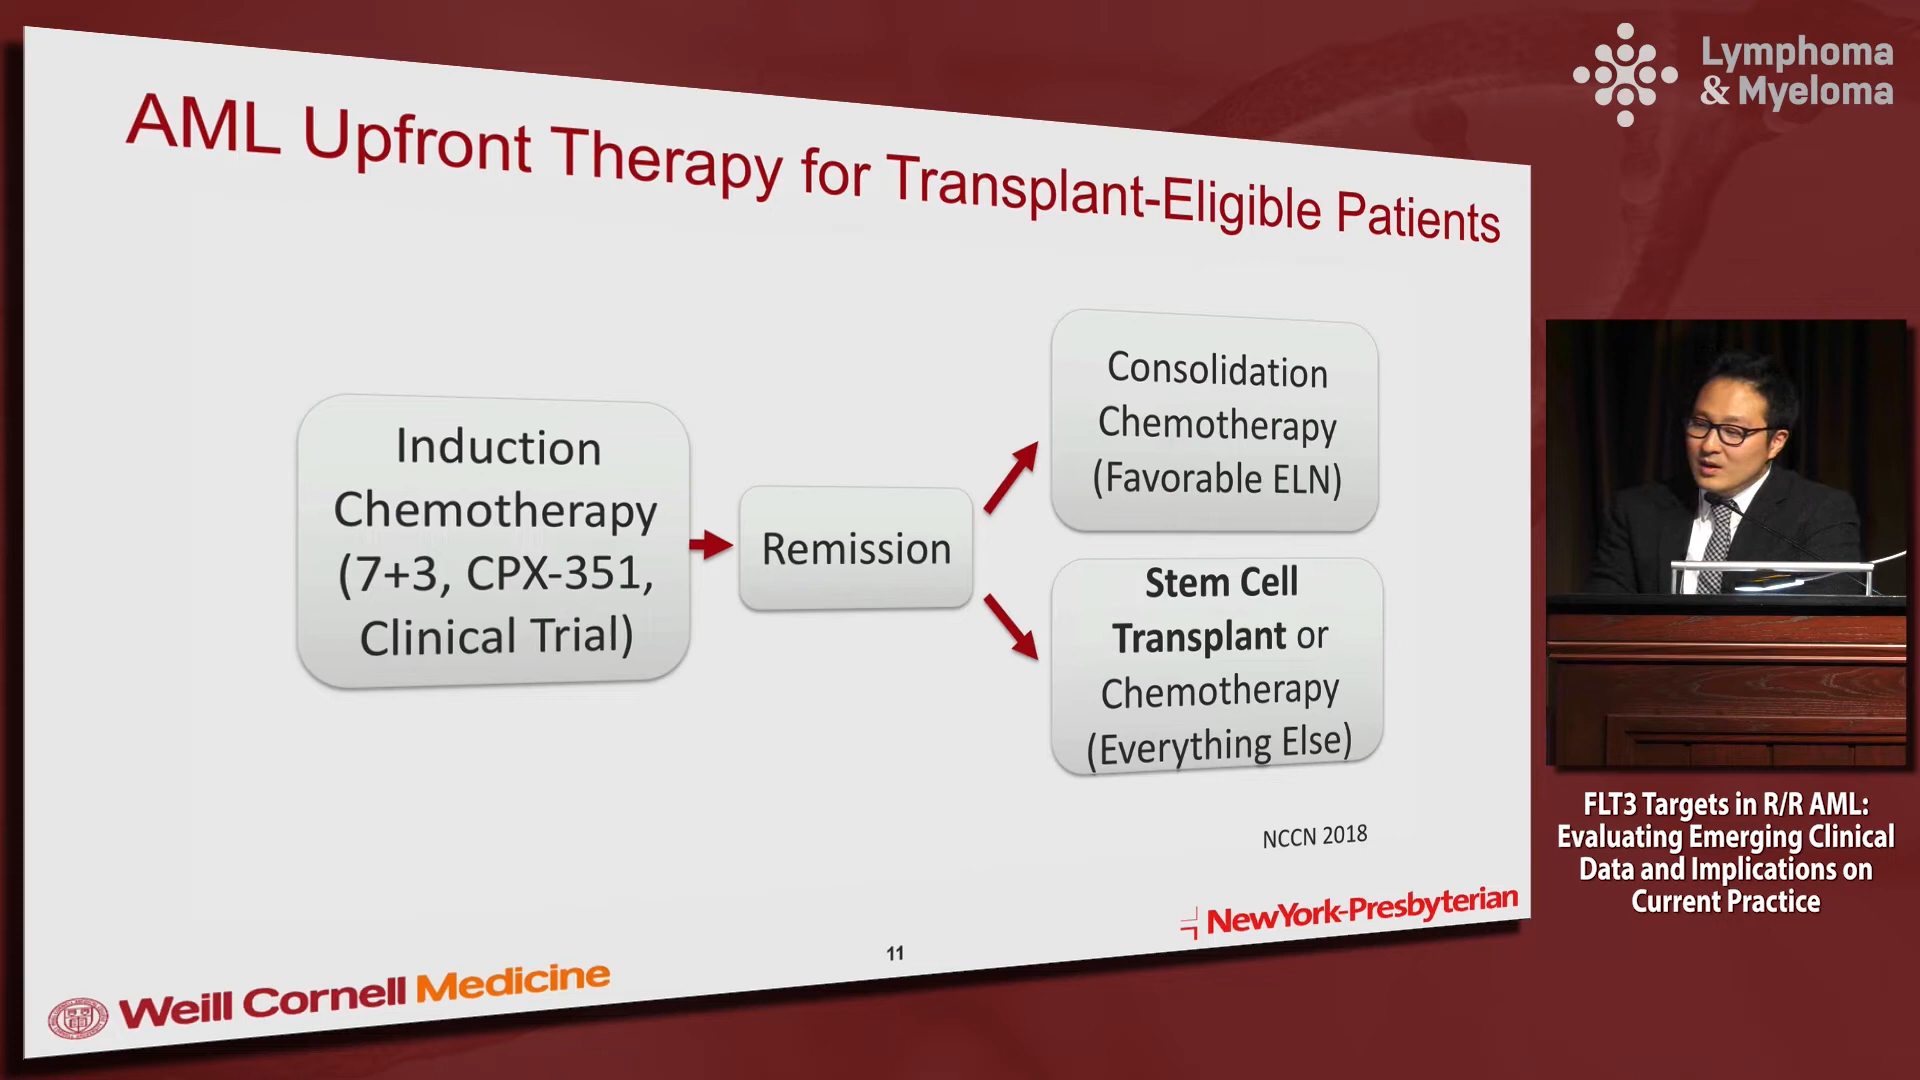 Lymphoma
& Myeloma
AML Upfront Therapy for Transplant-Eligible Patients
Induction
Chemotherapy
(7+3, CPX-351,
Clinical Trial)
Remission
Consolidation
Chemotherapy
(Favorable ELN)
Stem Cell
Transplant or
Chemotherapy
(Everything Else)
NCCN 2018
NewYork-Presbyterian
11
Weill Cornell Medicine
FLT3 Targets in R/R AML:
Evaluating Emerging Clinical
Data and Implications on
Current Practice